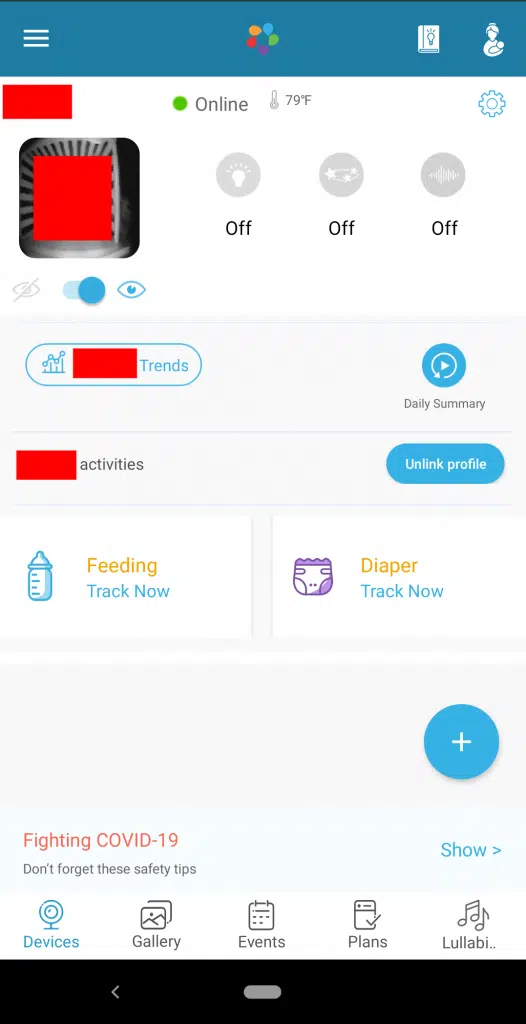 Online
79°F
Off
Off
Off
Trends
Daily Summary
activities
Unlink profile
Feeding
Track Now
Diaper
Track Now
+
Fighting COVID-19
Don't forget these safety tips
Show >
Devices
Gallery
Events
Plans
Lullabi..